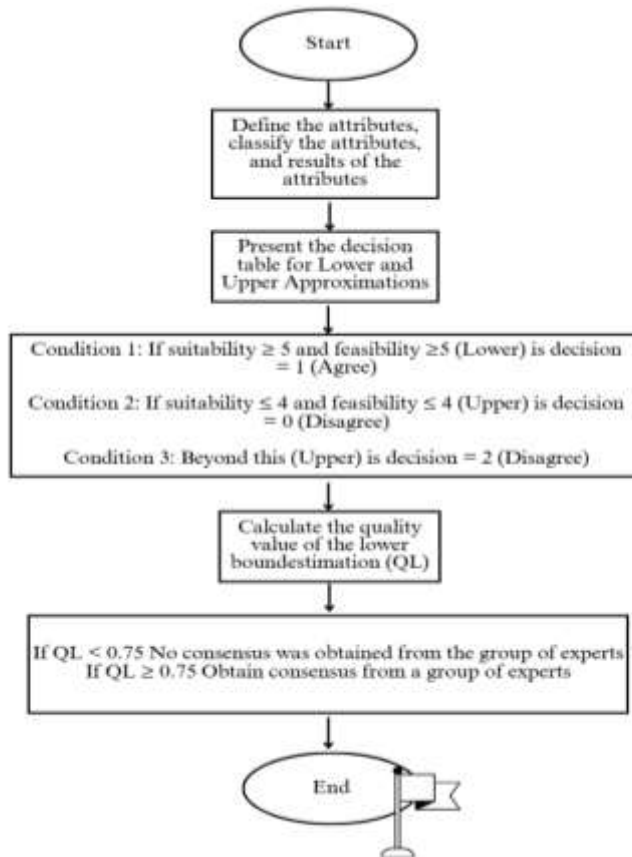 Start
Define the attributes,
classify the attributes,
and results of the
attributes
Present the decision
table for Lower and
Upper Approximations
Condition 1: If suitability ≥ 5 and feasibility ≥5 (Lower) is decision
= 1 (Agree)
Condition 2: If suitability ≤ 4 and feasibility ≤ 4 (Upper) is decision
= 0 (Disagree)
Condition 3: Beyond this (Upper) is decision = 2 (Disagree)
Calculate the quality
value of the lower
boundestimation (QL)
If QL < 0.75 No consensus was obtained from the group of experts
If QL ≥ 0.75 Obtain consensus from a group of experts
End